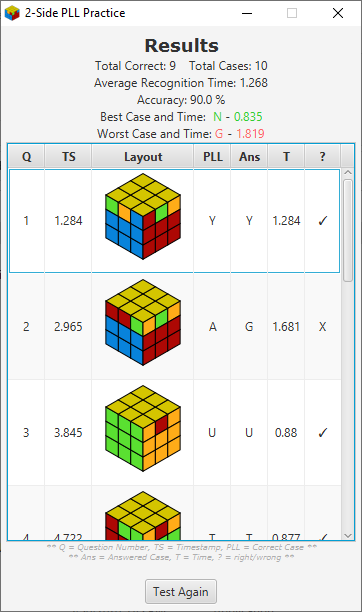 2-Side PLL Practice
Results
Total Correct: 9 Total Cases: 10
Average Recognition Time: 1.268
Accuracy: 90.0 %
Best Case and Time: N - 0.835
Worst Case and Time: G - 1.819
Q TS Layout PLL Ans T ?
1 1.284 Y Y 1.284 ✓
2 2.965 A G 1.681 X
3 3.845 U U 0.88 ✓
4 4.722 T T 0.877 ✓
** Q = Question Number, TS = Timestamp, PLL = Correct Case **
** Ans = Answered Case, T = Time, ? = right/wrong **
Test Again